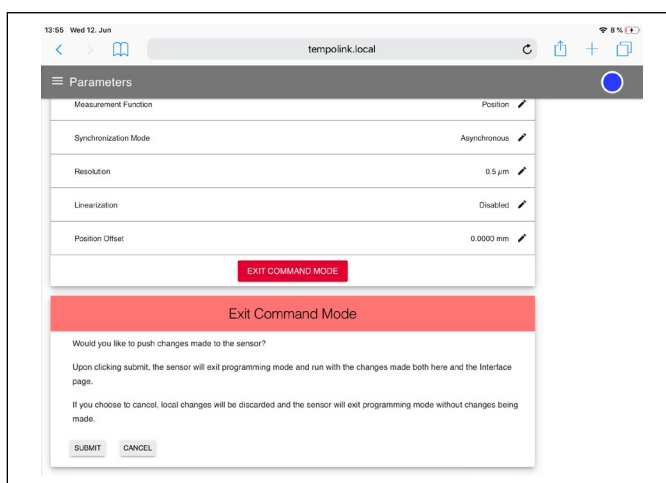 13:55 Wed 12. Jun 8 %
tempolink.local
Parameters
Measurement Function Position
Synchronization Mode Asynchronous
Resolution 0.5 µm
Linearization Disabled
Position Offset 0.0000 mm
EXIT COMMAND MODE
Exit Command Mode
Would you like to push changes made to the sensor?
Upon clicking submit, the sensor will exit programming mode and run with the changes made both here and the Interface
page.
If you choose to cancel, local changes will be discarded and the sensor will exit programming mode without changes being
made.
SUBMIT CANCEL